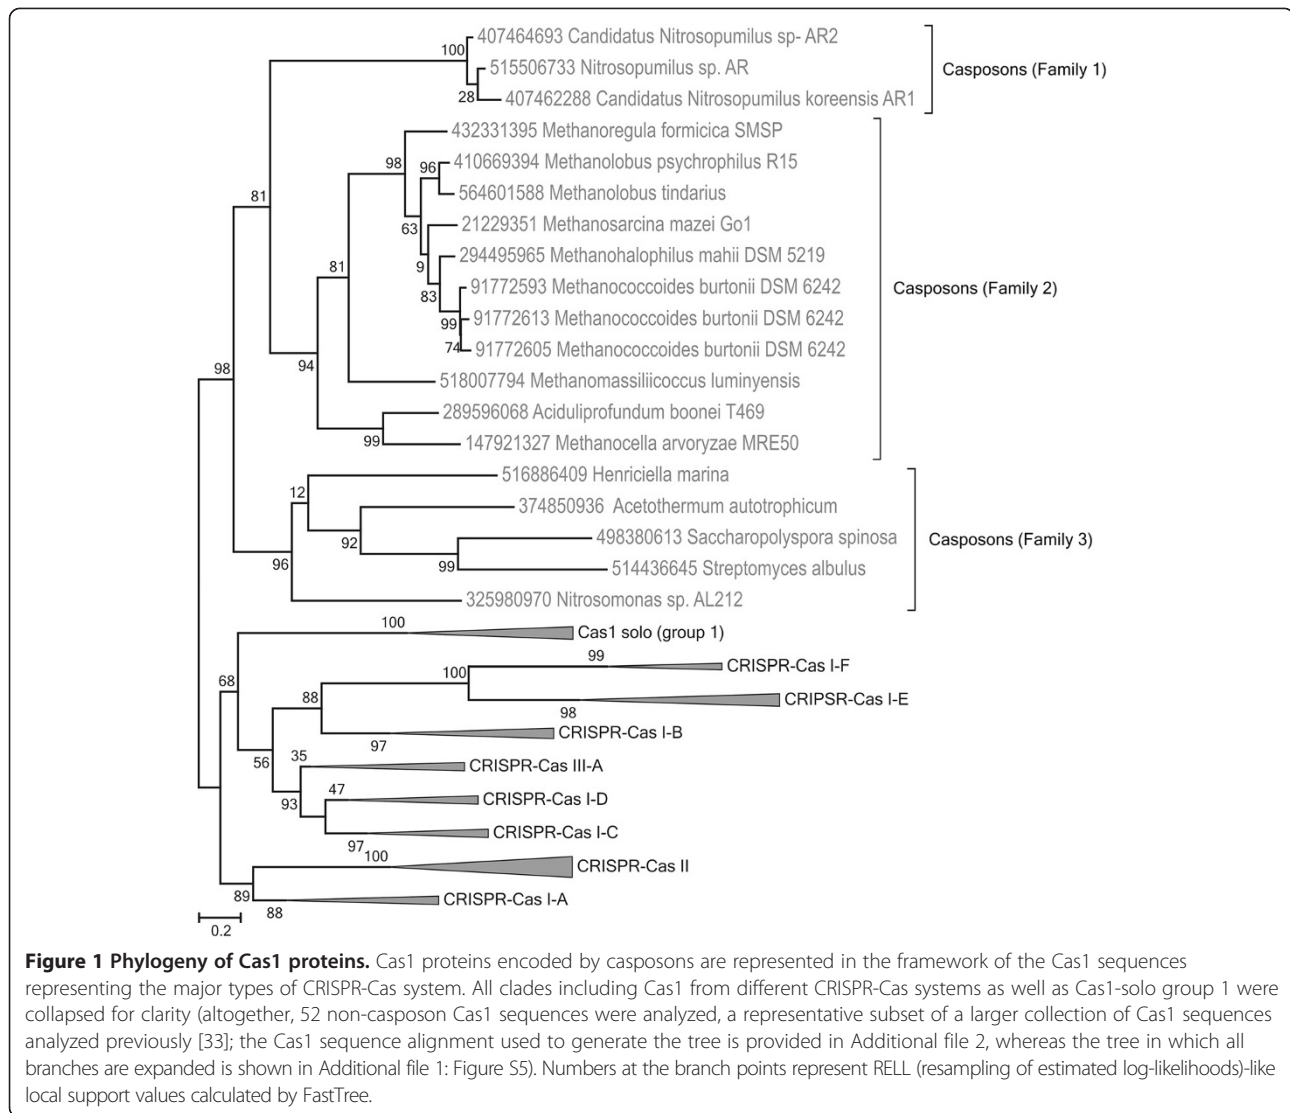 407464693 Candidatus Nitrosopumilus sp- AR2
100
515506733 Nitrosopumilus sp. AR
Casposons (Family 1)
28
407462288 Candidatus Nitrosopumilus koreensis AR1
432331395 Methanoregula formicica SMSP
98
96
410669394 Methanolobus psychrophilus R15
564601588 Methanolobus tindarius
81
63
21229351 Methanosarcina mazei Go1
294495965 Methanohalophilus mahii DSM 5219
81
9
83
91772593 Methanococcoides burtonii DSM 6242
Casposons (Family 2)
99
91772613 Methanococcoides burtonii DSM 6242
74
91772605 Methanococcoides burtonii DSM 6242
98
94
518007794 Methanomassiliicoccus luminyensis
289596068 Aciduliprofundum boonei T469
99
147921327 Methanocella arvoryzae MRE50
516886409 Henriciella marina
12
374850936 Acetothermum autotrophicum
92
498380613 Saccharopolyspora spinosa
Casposons (Family 3)
96
99
514436645 Streptomyces albulus
325980970 Nitrosomonas sp. AL212
100
Cas1 solo (group 1)
99
CRISPR-Cas I-F
68
100
88
CRIPSR-Cas I-E
98
CRISPR-Cas I-B
97
56
35
CRISPR-Cas III-A
47
93
CRISPR-Cas I-D
CRISPR-Cas I-C
97
100
CRISPR-Cas II
89
88
CRISPR-Cas I-A
0.2
Figure 1 Phylogeny of Cas1 proteins. Cas1 proteins encoded by casposons are represented in the framework of the Cas1 sequences
representing the major types of CRISPR-Cas system. All clades including Cas1 from different CRISPR-Cas systems as well as Cas1-solo group 1 were
collapsed for clarity (altogether, 52 non-casposon Cas1 sequences were analyzed, a representative subset of a larger collection of Cas1 sequences
analyzed previously [33]; the Cas1 sequence alignment used to generate the tree is provided in Additional file 2, whereas the tree in which all
branches are expanded is shown in Additional file 1: Figure S5). Numbers at the branch points represent RELL (resampling of estimated log-likelihoods)-like
local support values calculated by FastTree.